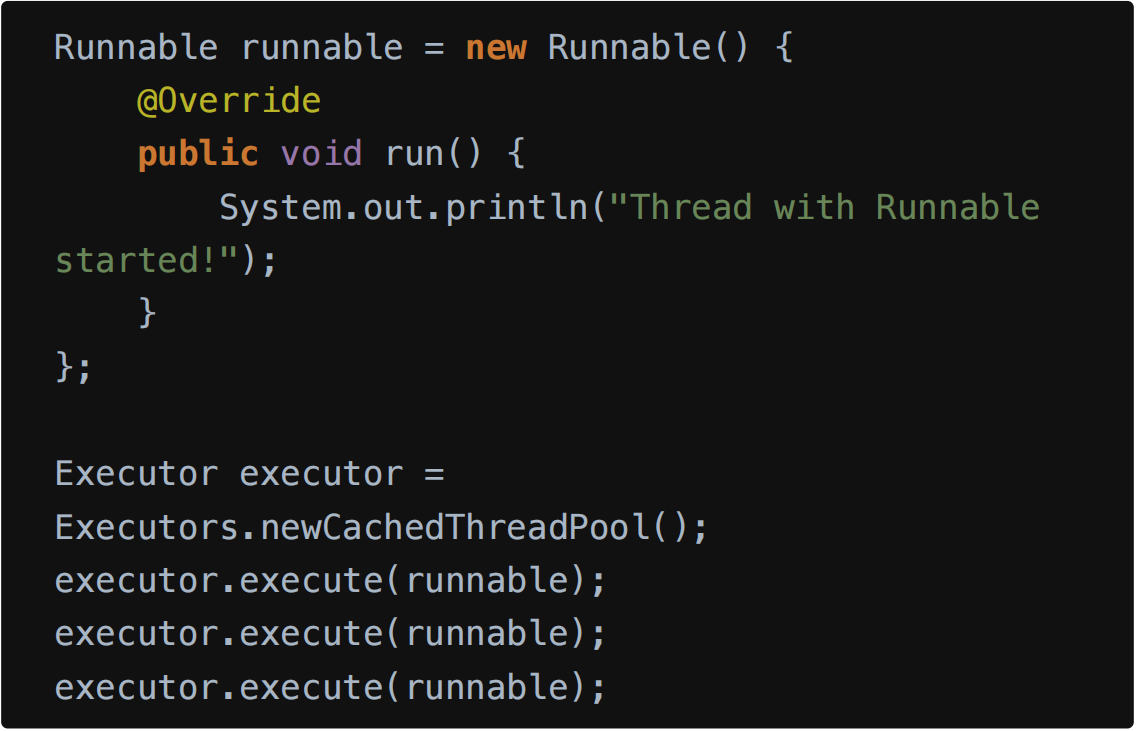 Runnable runnable = new Runnable() {
    @Override
    public void run() {
        System.out.println("Thread with Runnable
started!");
    }
};

Executor executor =
Executors.newCachedThreadPool();
executor.execute(runnable);
executor.execute(runnable);
executor.execute(runnable);